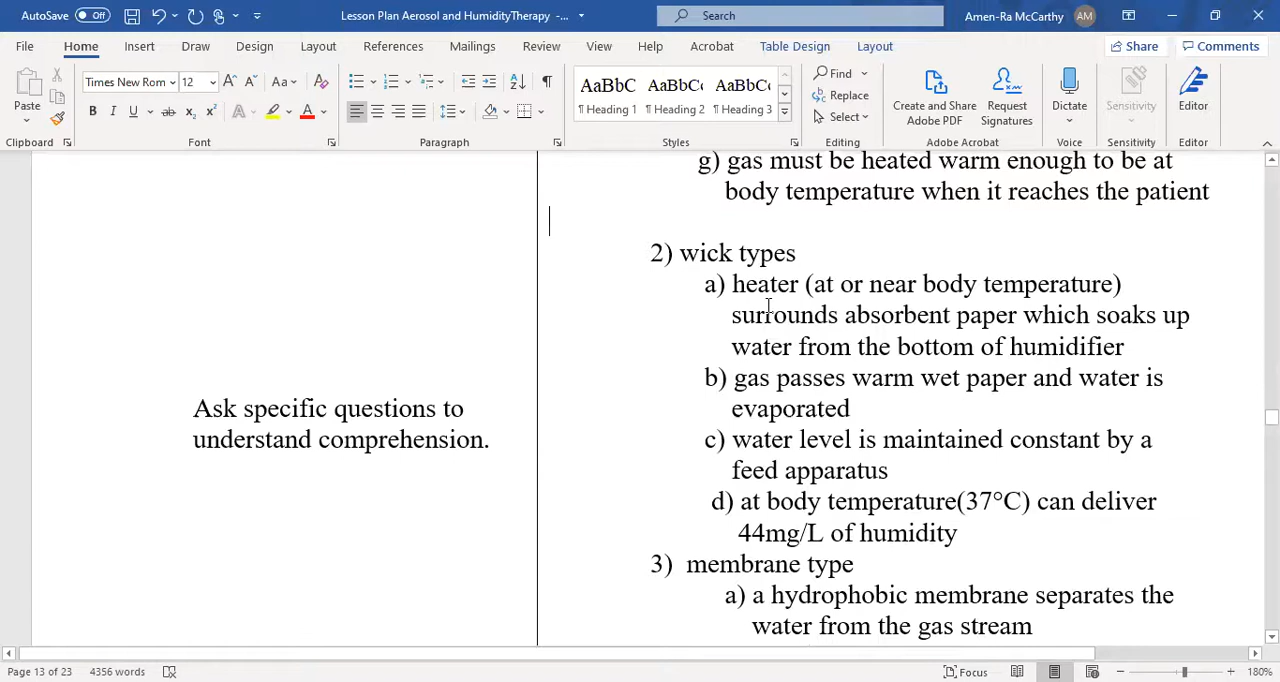 AutoSave Off Lesson Plan Aerosol and HumidityTherapy -... Search Amen-Ra McCarthy AM
File Home Insert Draw Design Layout References Mailings Review View Help Acrobat Table Design Layout Share Comments
Times New Rom 12 A A Aa A AaBbC AaBbC AaBbC Find
Paste B I U ab x₂ x² A A ¶ Heading 1 ¶ Heading 2 ¶ Heading 3 Replace Create and Share Adobe PDF Request Signatures Dictate Sensitivity Editor
Select
Clipboard Font Paragraph Styles Editing Adobe Acrobat Voice Sensitivity Editor
g) gas must be heated warm enough to be at
body temperature when it reaches the patient
2) wick types
a) heater (at or near body temperature)
surrounds absorbent paper which soaks up
water from the bottom of humidifier
b) gas passes warm wet paper and water is
evaporated
Ask specific questions to
understand comprehension.
c) water level is maintained constant by a
feed apparatus
d) at body temperature(37°C) can deliver
44mg/L of humidity
3) membrane type
a) a hydrophobic membrane separates the
water from the gas stream
Page 13 of 23 4356 words Focus 180%